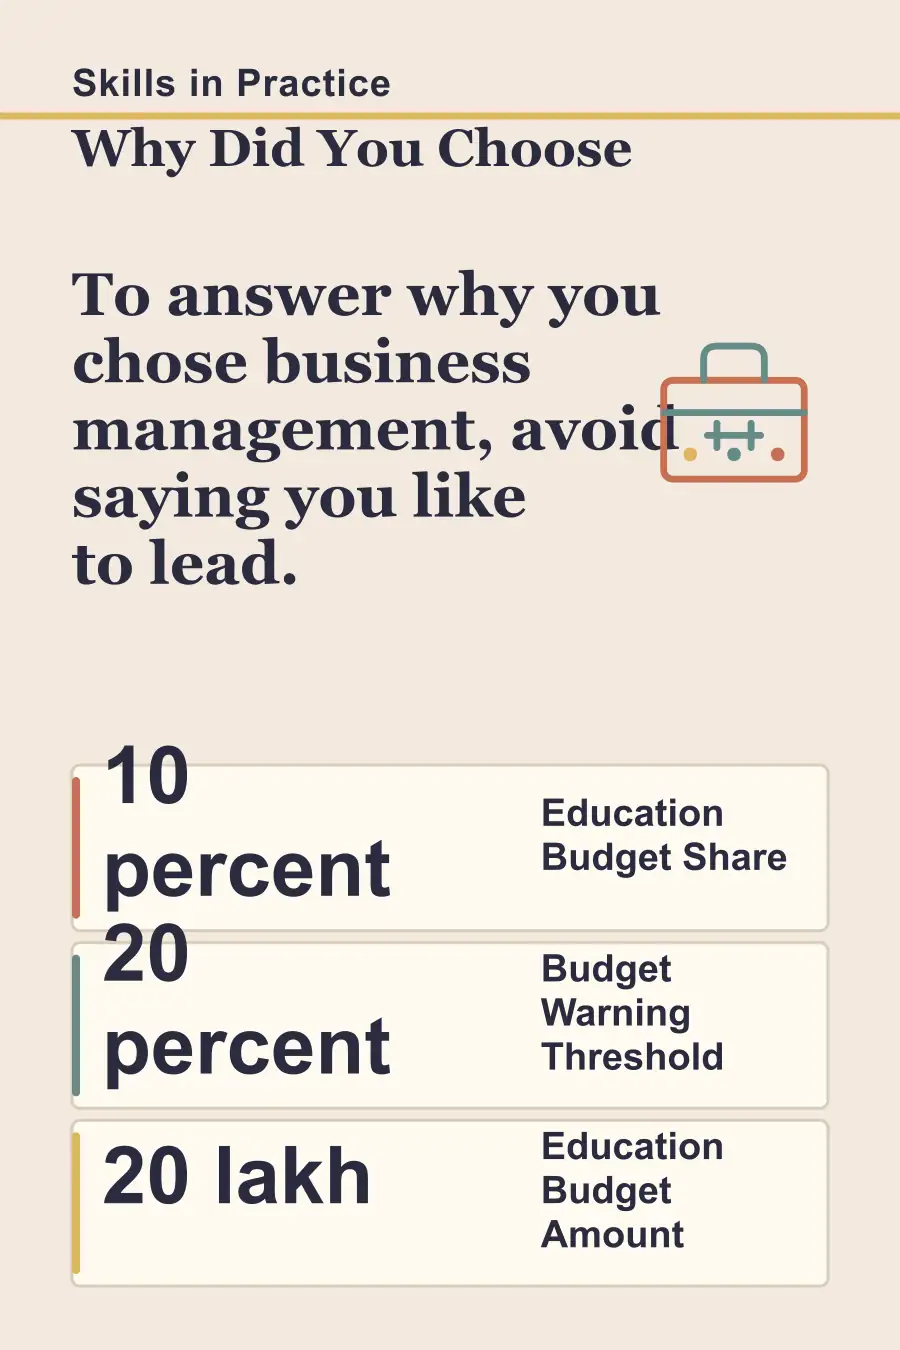 Skills in Practice
Why Did You Choose
To answer why you
chose business
management, avoid
saying you like
to lead.
10
percent
Education
Budget Share
20
percent
Budget
Warning
Threshold
20 lakh
Education
Budget
Amount